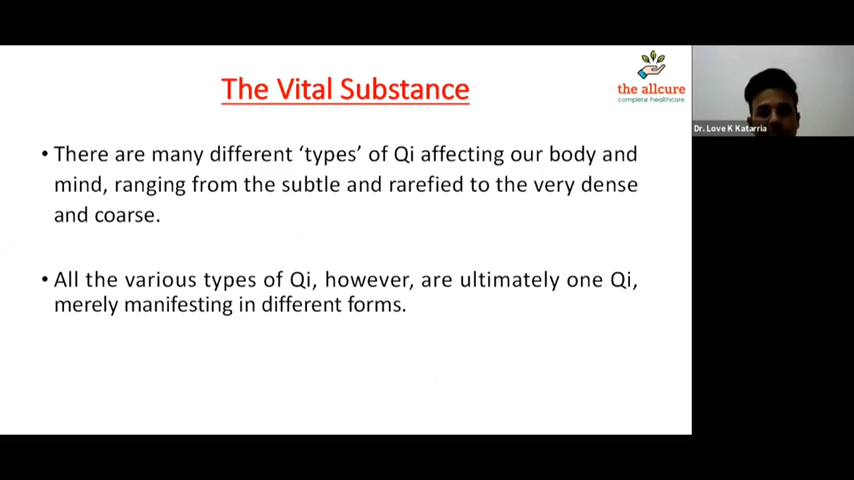 The Vital Substance
the allcure
complete healthcare
Dr. Love K Katarria
• There are many different ‘types’ of Qi affecting our body and
mind, ranging from the subtle and rarefied to the very dense
and coarse.
• All the various types of Qi, however, are ultimately one Qi,
merely manifesting in different forms.